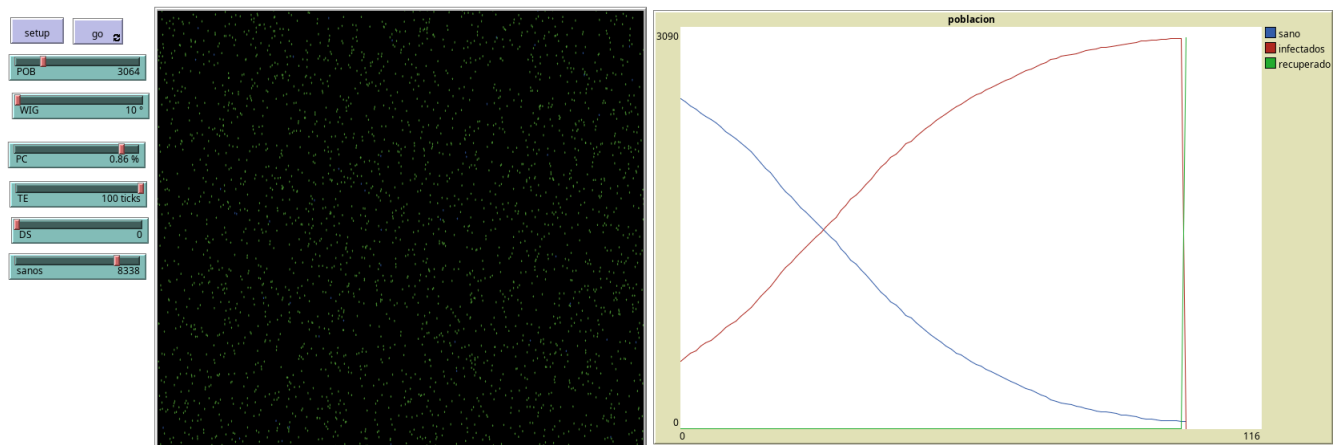 setup
go
POB 3064
WIG 10 °
PC 0.86 %
TE 100 ticks
DS 0
sanos 8338
poblacion
3090
0
0
116
sano
infectados
recuperado